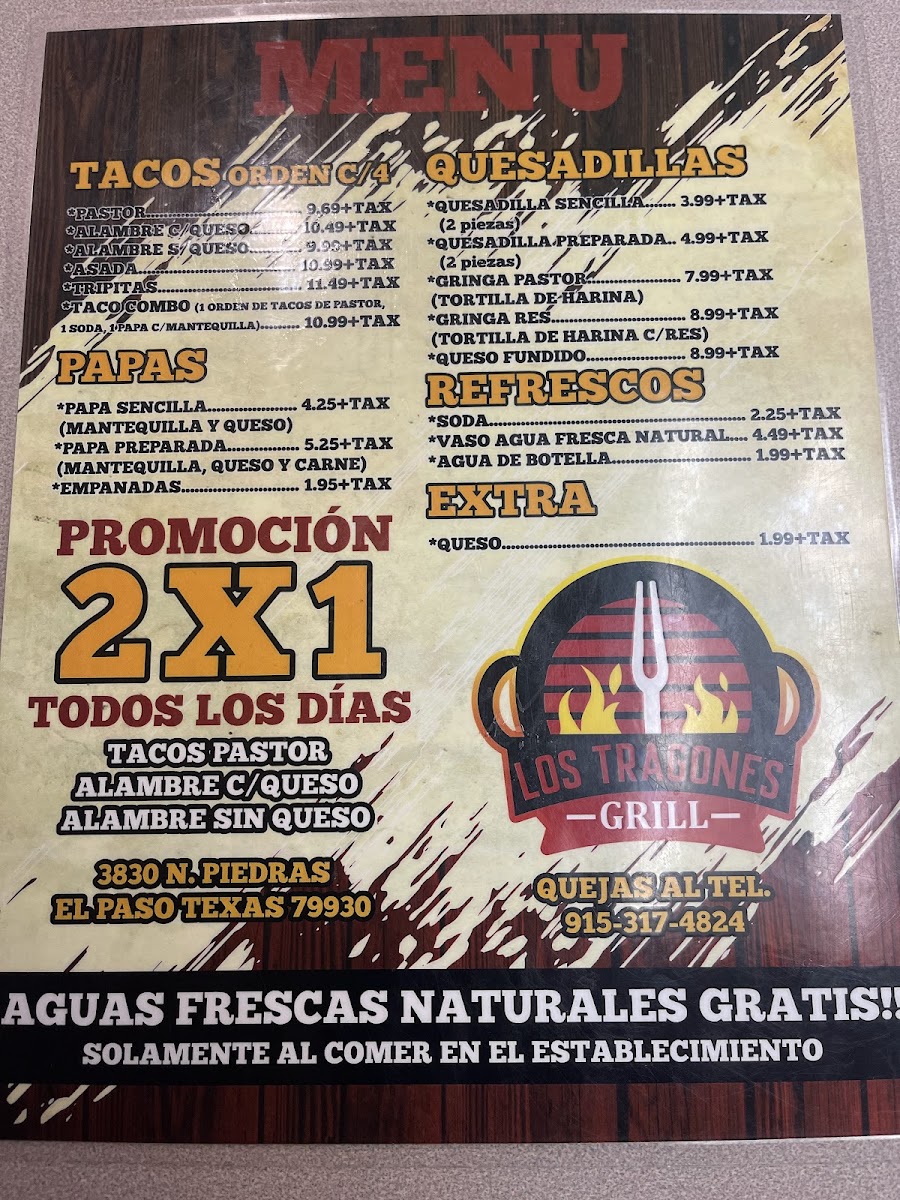 MENU
TACOS ORDEN C/4
*PASTOR.......................... 9.69+TAX
*ALAMBRE C/QUESO.......... 10.49+TAX
*ALAMBRE S/ QUESO......... 9.99+TAX
*ASADA........................... 10.99+TAX
*TRIPITAS........................ 11.49+TAX
*TACO COMBO (1 ORDEN DE TACOS DE PASTOR,
1 SODA, 1 PAPA C/MANTEQUILLA).......... 10.99+TAX
PAPAS
*PAPA SENCILLA...................... 4.25+TAX
(MANTEQUILLA Y QUESO)
*PAPA PREPARADA................. 5.25+TAX
(MANTEQUILLA, QUESO Y CARNE)
*EMPANADAS............................ 1.95+TAX
PROMOCIÓN
2X1
TODOS LOS DÍAS
TACOS PASTOR
ALAMBRE C/QUESO
ALAMBRE SIN QUESO
3830 N. PIEDRAS
EL PASO TEXAS 79930
QUESADILLAS
*QUESADILLA SENCILLA....... 3.99+TAX
(2 piezas)
*QUESADILLA PREPARADA.. 4.99+TAX
(2 piezas)
*GRINGA PASTOR....................... 7.99+TAX
(TORTILLA DE HARINA)
*GRINGA RES................................ 8.99+TAX
(TORTILLA DE HARINA C/RES)
*QUESO FUNDIDO....................... 8.99+TAX
REFRESCOS
*SODA............................................................ 2.25+TAX
*VASO AGUA FRESCA NATURAL.... 4.49+TAX
*AGUA DE BOTELLA................................ 1.99+TAX
EXTRA
*QUESO.......................................................... 1.99+TAX
LOS TRAGONES
—GRILL—
QUEJAS AL TEL.
915-317-4824
AGUAS FRESCAS NATURALES GRATIS!!
SOLAMENTE AL COMER EN EL ESTABLECIMIENTO